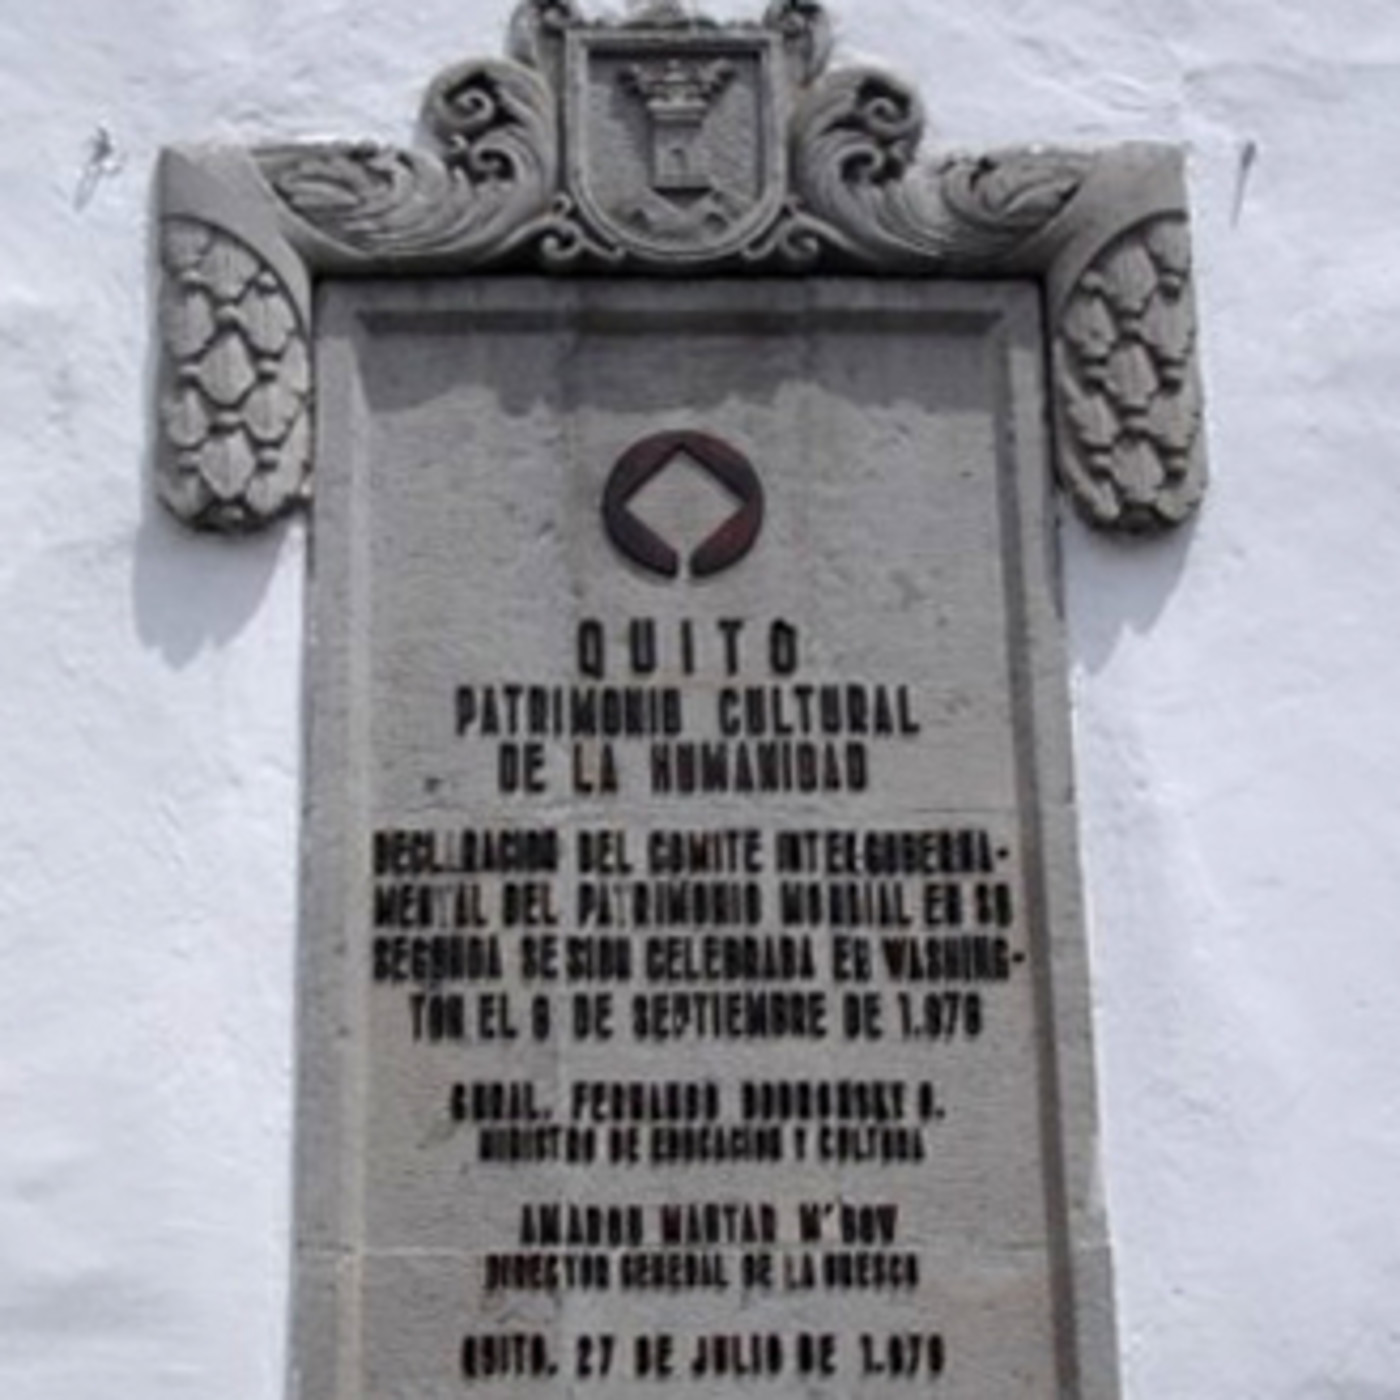 QUITO
PATRIMONIO CULTURAL
DE LA HUMANIDAD
DECLARACION DEL COMITE INTERGUBERNA-
MENTAL DEL PATRIMONIO MUNDIAL EN SU
SEGUNDA SESION CELEBRADA EN WASHING-
TON EL 8 DE SEPTIEMBRE DE 1.978
GNRAL. FERNANDO DOBRONSKY O.
MINISTRO DE EDUCACION Y CULTURA
AMADOU MAHTAR M'BOW
DIRECTOR GENERAL DE LA UNESCO
QUITO, 27 DE JULIO DE 1.979